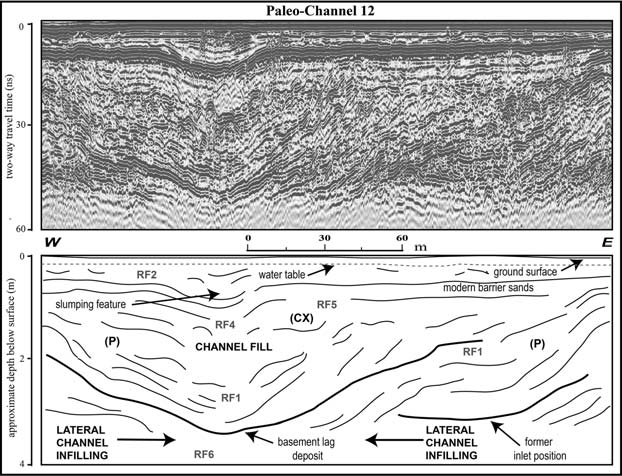 Paleo-Channel 12
two-way travel time (ns)
0
30
60
W
0 30 60 m
E
approximate depth below surface (m)
0
2
4
RF2
water table
ground surface
slumping feature
modern barrier sands
RF4
RF5
(CX)
(P)
CHANNEL FILL
RF1
(P)
RF1
LATERAL
CHANNEL
INFILLING
RF6
basement lag
deposit
LATERAL
CHANNEL
INFILLING
former
inlet position